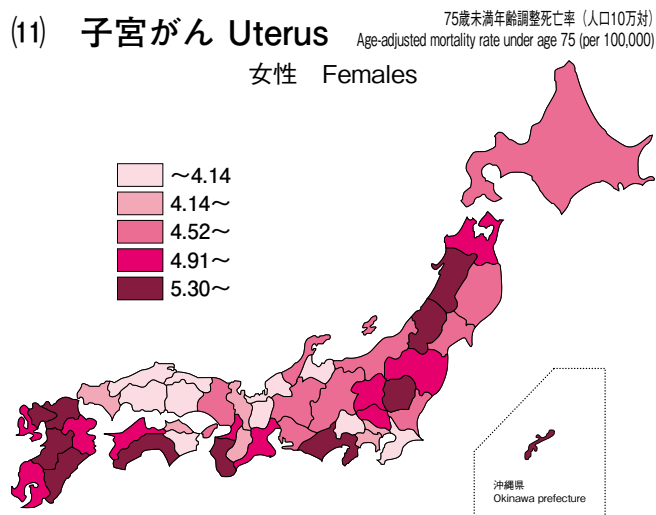 (11) 子宮がん Uterus
75歳未満年齢調整死亡率（人口10万対）
Age-adjusted mortality rate under age 75 (per 100,000)
女性 Females
～4.14
4.14～
4.52～
4.91～
5.30～
沖縄県
Okinawa prefecture